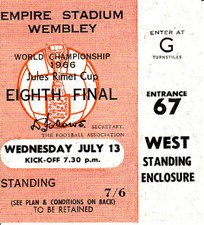 EMPIRE STADIUM
WEMBLEY
WORLD CHAMPIONSHIP
1966
Jules Rimet Cup
EIGHTH FINAL
SECRETARY.
THE FOOTBALL ASSOCIATION
WEDNESDAY JULY 13
KICK-OFF 7.30 p.m.
STANDING
7/6
(SEE PLAN & CONDITIONS ON BACK)
TO BE RETAINED
ENTER AT
G
TURNSTILES
ENTRANCE
67
WEST
STANDING
ENCLOSURE